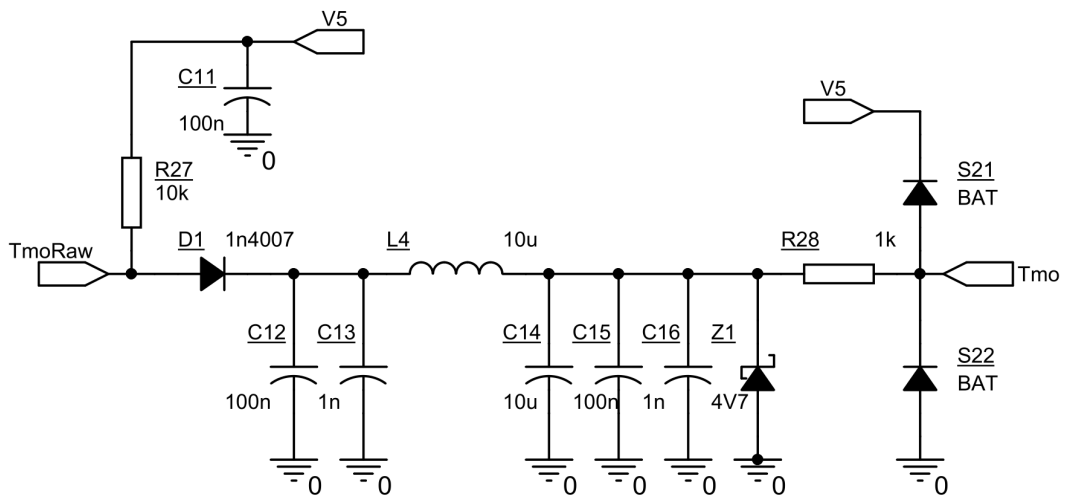 V5
C11
100n
0
V5
R27
10k
S21
BAT
TmoRaw
D1
1n4007
L4
10u
R28
1k
Tmo
C12
C13
C14
C15
C16
Z1
S22
BAT
100n
1n
10u
100n
1n
4V7
0
0
0
0
0
0
0